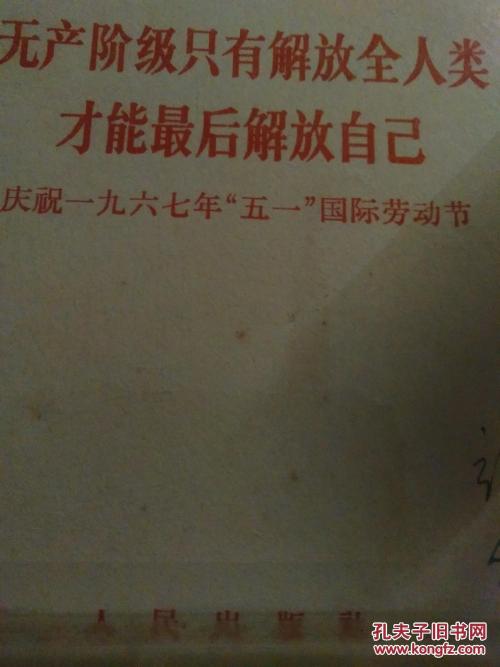 无产阶级只有解放全人类
才能最后解放自己
庆祝一九六七年“五一”国际劳动节
人民出版社
孔夫子旧书网
www.kongfz.com